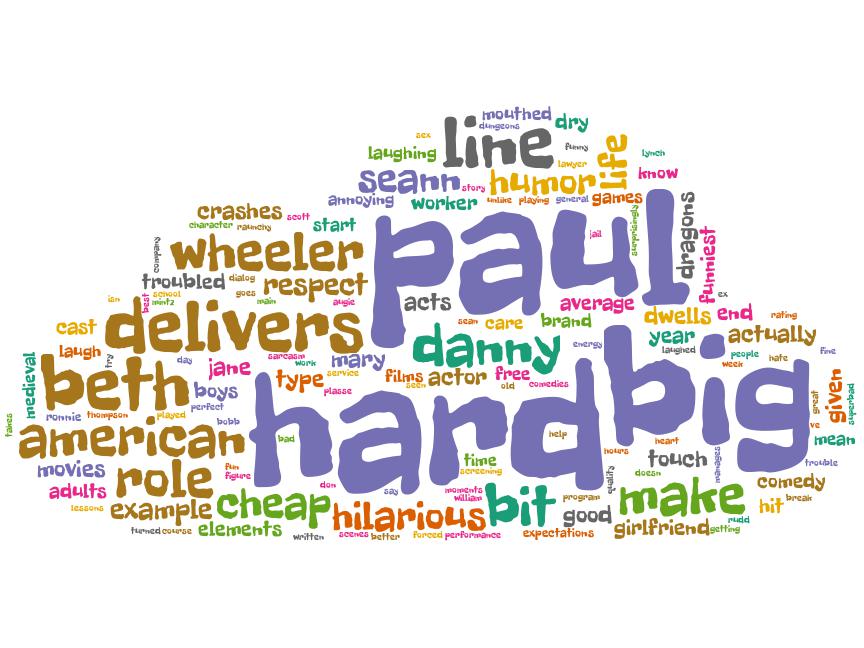 mouthed
dungeons
dry
sex
line
funny
life
laughing
lynch
lawyer
seann
story
humor
know
annoying
worker
unlike
playing
general
games
crashes
scott
start
character
raunchy
paul
jail
surprisingly
dragons
funniest
company
wheeler
troubled
dialog
respect
school
goes
best
mintz
main
augie
acts
average
ex
isn
cast
delivers
sean
care
brand
dwells
end
rating
danny
energy
year
actually
laugh
try
day
sarcasm
work
mary
laughed
people
hate
fine
week
medieval
beth
jane
service
type
films
seen
actor
free
old
comedies
boys
plasse
perfect
hard
big
given
superbad
great
takes
ronnie
thompson
played
bobb
american
bad
help
heart
ve
mean
hours
movies
role
fun
figure
time
screening
touch
manages
trouble
doesn
quality
adults
don
say
moments
william
program
make
comedy
lessons
example
cheap
hilarious
bit
good
hit
break
rudd
turned
course
elements
written
scenes
better
forced
performance
expectations
girlfriend
getting